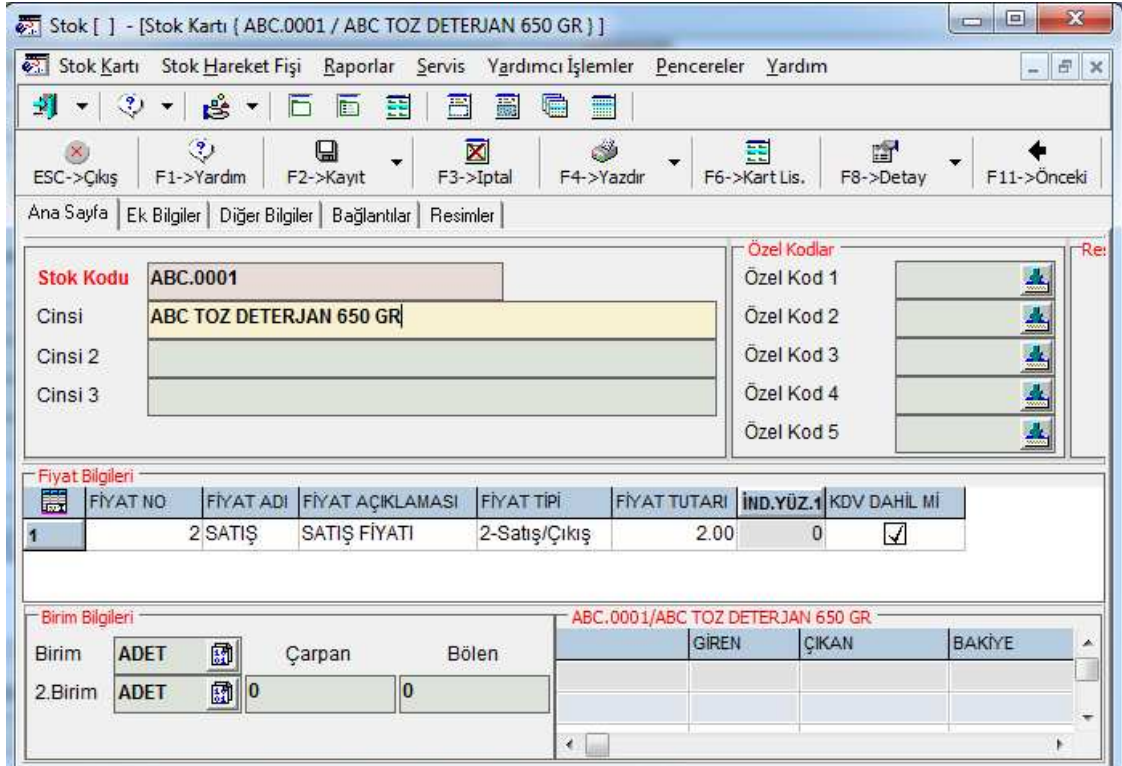 Stok [ ] - [Stok Kartı { ABC.0001 / ABC TOZ DETERJAN 650 GR } ]
Stok Kartı Stok Hareket Fişi Raporlar Servis Yardımcı İşlemler Pencereler Yardım
ESC->Çıkış F1->Yardım F2->Kayıt F3->Iptal F4->Yazdır F6->Kart Lis. F8->Detay F11->Önceki
Ana Sayfa Ek Bilgiler Diğer Bilgiler Bağlantılar Resimler
Özel Kodlar
Stok Kodu ABC.0001 Özel Kod 1
Cinsi ABC TOZ DETERJAN 650 GR Özel Kod 2
Cinsi 2 Özel Kod 3
Cinsi 3 Özel Kod 4
Özel Kod 5
Fiyat Bilgileri
FİYAT NO FİYAT ADI FİYAT AÇIKLAMASI FİYAT TİPİ FİYAT TUTARI İND.YÜZ.1 KDV DAHİL Mİ
1 2 SATIŞ SATIŞ FİYATI 2-Satış/Çıkış 2.00 0
Birim Bilgileri ABC.0001/ABC TOZ DETERJAN 650 GR
GİREN ÇIKAN BAKİYE
Birim ADET Çarpan Bölen
2.Birim ADET 0 0